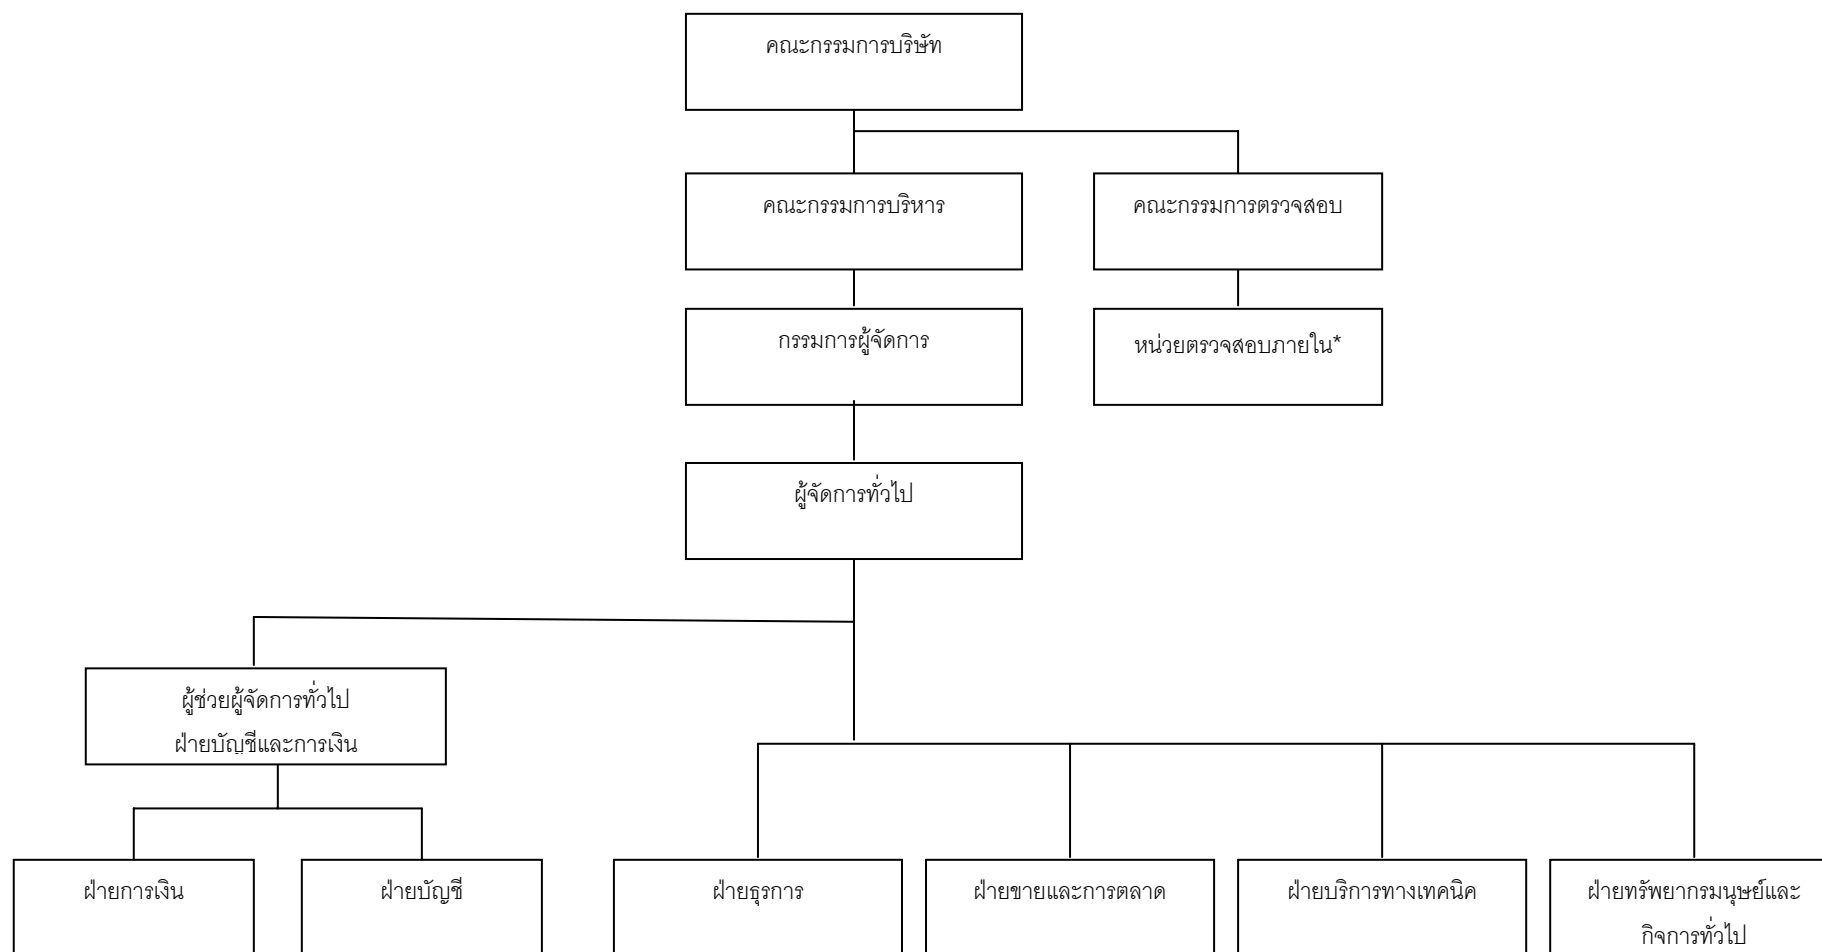 คณะกรรมการบริษัท
คณะกรรมการบริหาร
คณะกรรมการตรวจสอบ
กรรมการผู้จัดการ
หน่วยตรวจสอบภายใน*
ผู้จัดการทั่วไป
ผู้ช่วยผู้จัดการทั่วไป
ฝ่ายบัญชีและการเงิน
ฝ่ายการเงิน
ฝ่ายบัญชี
ฝ่ายธุรการ
ฝ่ายขายและการตลาด
ฝ่ายบริการทางเทคนิค
ฝ่ายทรัพยากรมนุษย์และ
กิจการทั่วไป